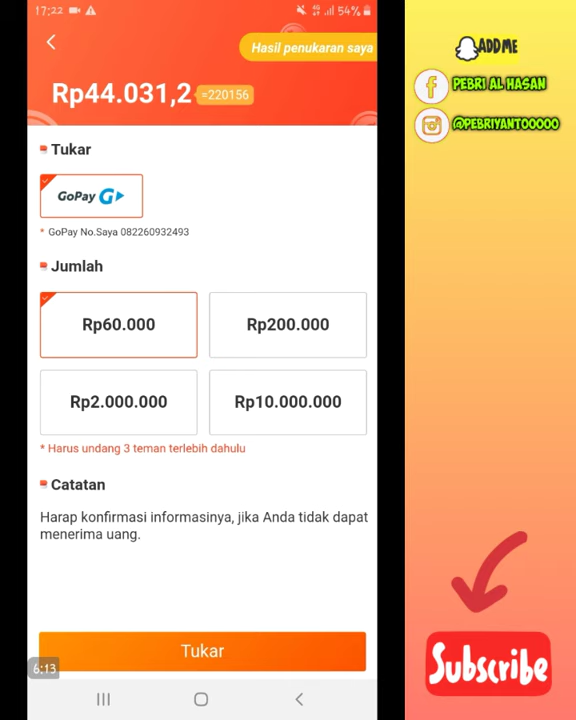 17:22
4G
54%
Hasil penukaran saya
Rp44.031,2 ≈220156
Tukar
GoPay
* GoPay No.Saya 082260932493
Jumlah
Rp60.000
Rp200.000
Rp2.000.000
Rp10.000.000
* Harus undang 3 teman terlebih dahulu
Catatan
Harap konfirmasi informasinya, jika Anda tidak dapat
menerima uang.
Tukar
6:13
ADD ME
PEBRI AL HASAN
@PEBRIYANTOOOOO
Subscribe